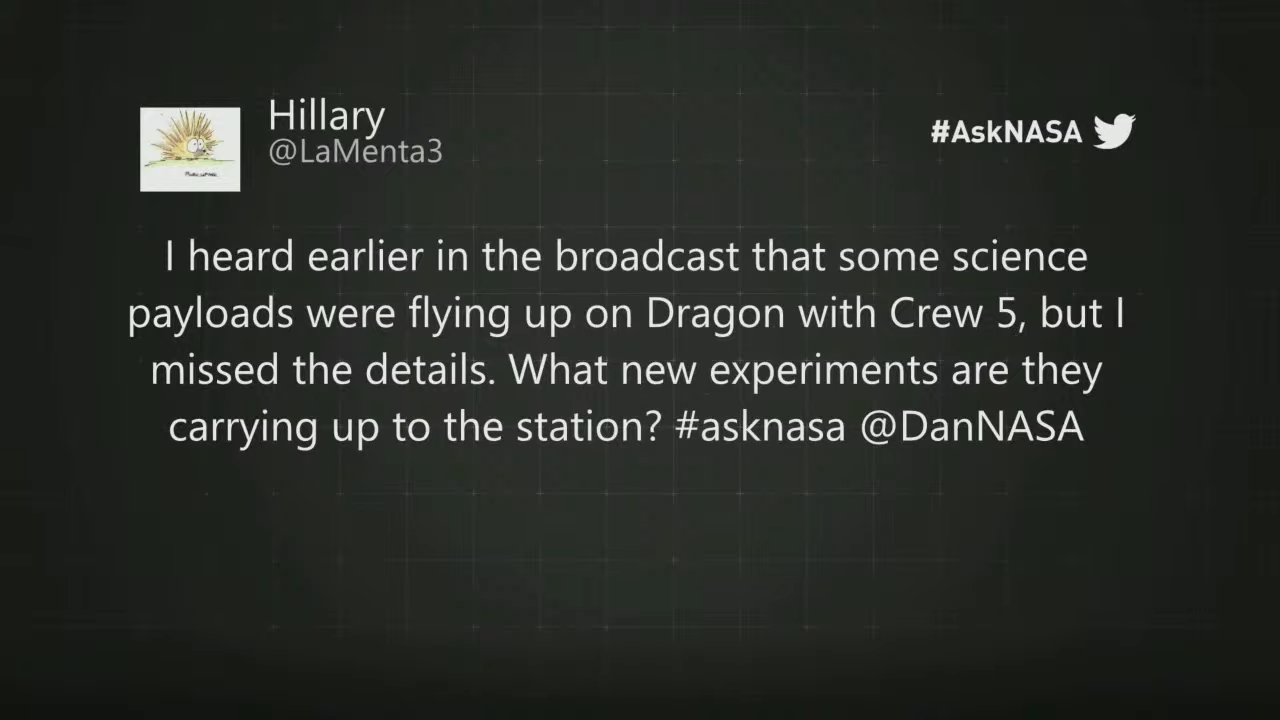 Hillary
@LaMenta3
#AskNASA
I heard earlier in the broadcast that some science
payloads were flying up on Dragon with Crew 5, but I
missed the details. What new experiments are they
carrying up to the station? #asknasa @DanNASA